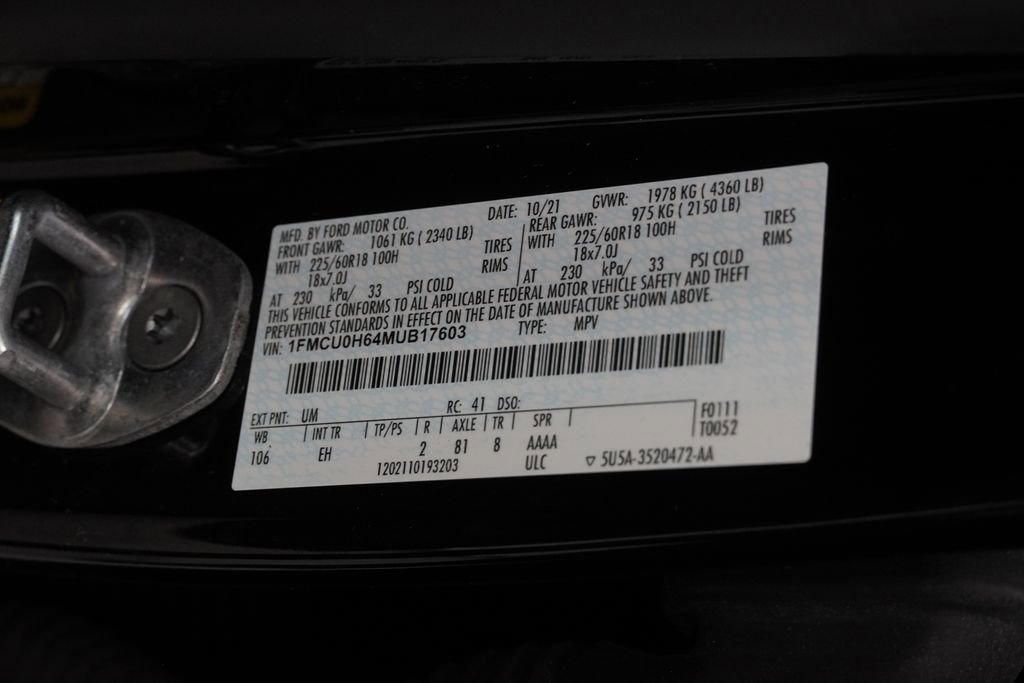 MFD. BY FORD MOTOR CO. DATE: 10/21 GVWR: 1978 KG ( 4360 LB)
FRONT GAWR: 1061 KG ( 2340 LB) REAR GAWR: 975 KG ( 2150 LB)
WITH 225/60R18 100H TIRES WITH 225/60R18 100H TIRES
18x7.0J RIMS 18x7.0J RIMS
AT 230 kPa/ 33 PSI COLD AT 230 kPa/ 33 PSI COLD
THIS VEHICLE CONFORMS TO ALL APPLICABLE FEDERAL MOTOR VEHICLE SAFETY AND THEFT
PREVENTION STANDARDS IN EFFECT ON THE DATE OF MANUFACTURE SHOWN ABOVE.
VIN: 1FMCU0H64MUB17603 TYPE: MPV
EXT PNT: UM RC: 41 DSO:
WB INT TR TP/PS R AXLE TR SPR F0111
106 EH 2 81 8 AAAA T0052
1202110193203 ULC ▽ 5U5A-3520472-AA